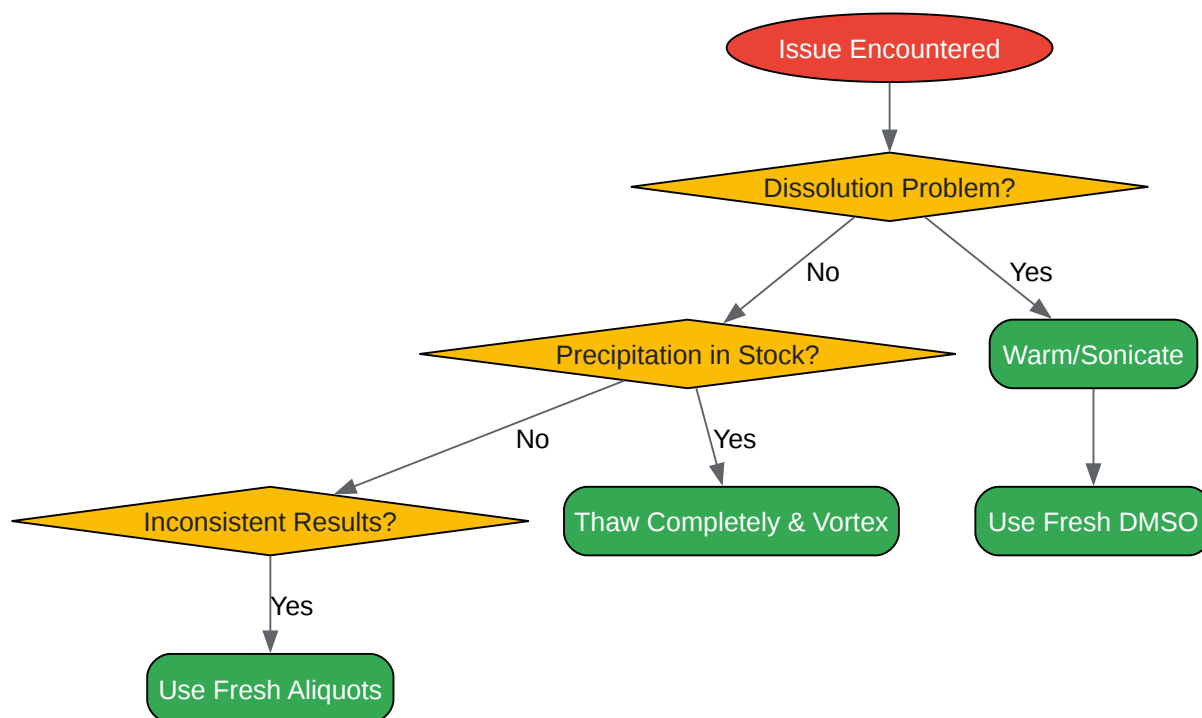 Issue Encountered
Dissolution Problem?
No
Yes
Precipitation in Stock?
Warm/Sonicate
No
Yes
Inconsistent Results?
Thaw Completely & Vortex
Use Fresh DMSO
Yes
Use Fresh Aliquots